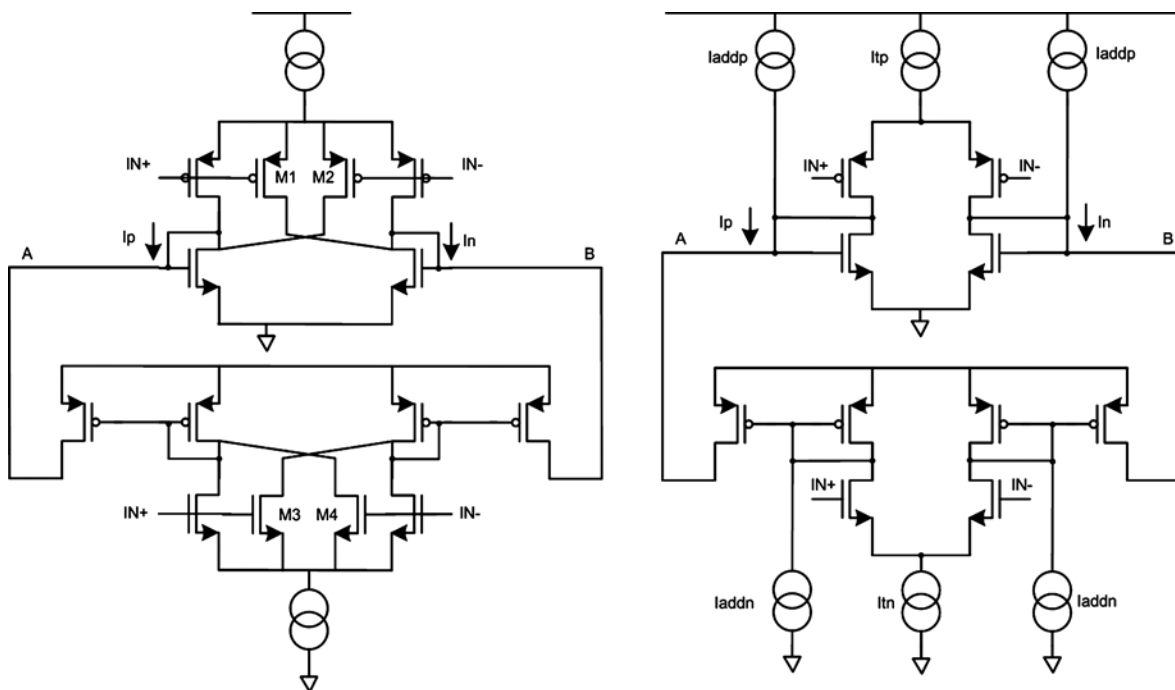 IN+
M1
M2
IN-
Ip
In
A
B
IN+
M3
M4
IN-
Iaddp
Itp
Iaddp
IN+
IN-
Ip
In
A
B
IN+
IN-
Iaddn
Itn
Iaddn